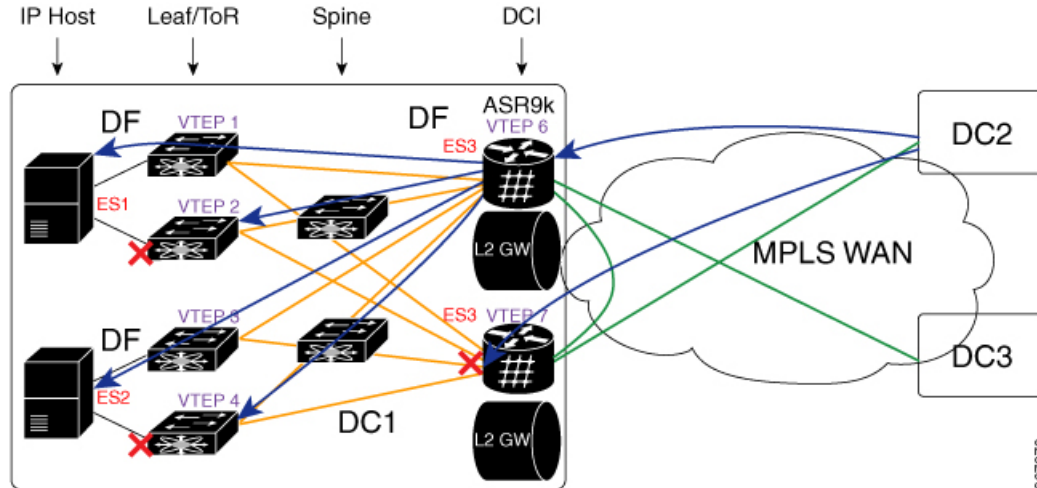 IP Host
Leaf/ToR
Spine
DCI
DF
VTEP 1
DF
ASR9k
VTEP 6
ES3
DC2
ES1
VTEP 2
L2 GW
MPLS WAN
ES3
VTEP 7
DF
VTEP 3
ES2
VTEP 4
DC1
DC3
L2 GW